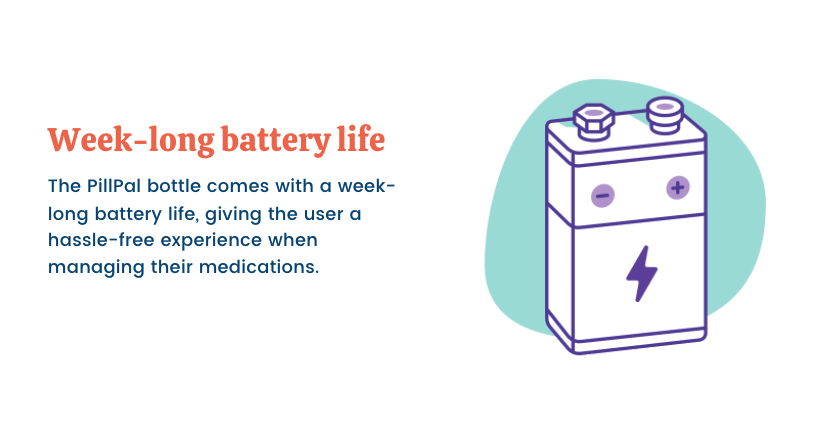 Week-long battery life
The PillPal bottle comes with a week-
long battery life, giving the user a
hassle-free experience when
managing their medications.
− +